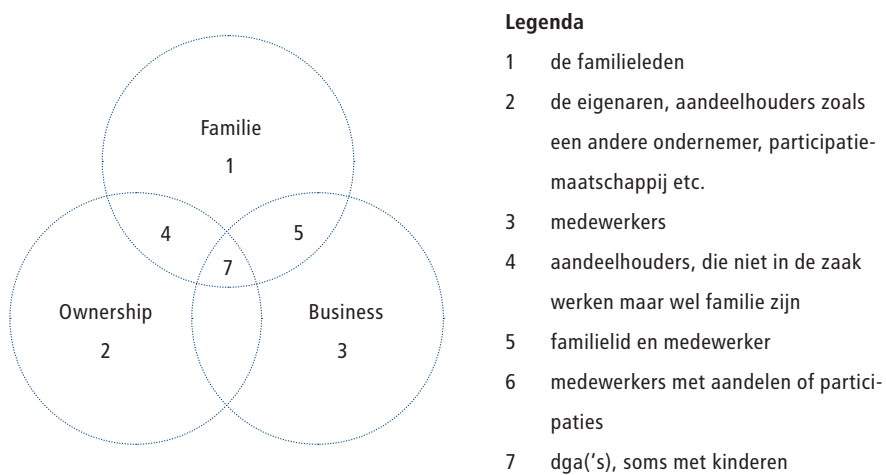 Familie
1
4
5
7
Ownership
2
Business
3
Legenda
1 de familieleden
2 de eigenaren, aandeelhouders zoals
een andere ondernemer, participatie-
maatschappij etc.
3 medewerkers
4 aandeelhouders, die niet in de zaak
werken maar wel familie zijn
5 familielid en medewerker
6 medewerkers met aandelen of partici-
paties
7 dga('s), soms met kinderen